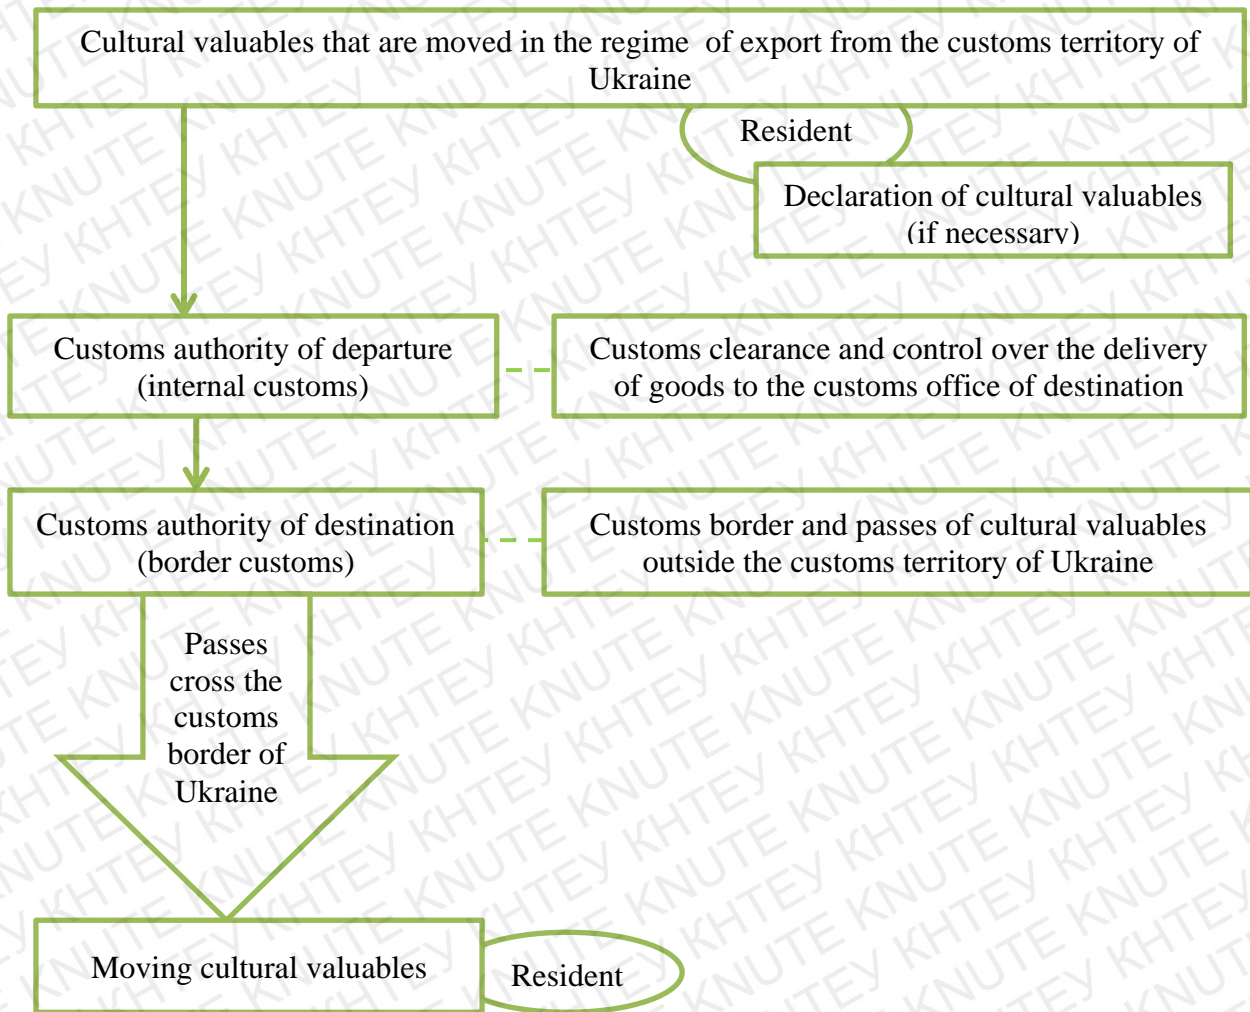 Cultural valuables that are moved in the regime of export from the customs territory of
Ukraine
Resident
Declaration of cultural valuables
(if necessary)
Customs authority of departure
(internal customs)
Customs clearance and control over the delivery
of goods to the customs office of destination
Customs authority of destination
(border customs)
Customs border and passes of cultural valuables
outside the customs territory of Ukraine
Passes
cross the
customs
border of
Ukraine
Moving cultural valuables
Resident